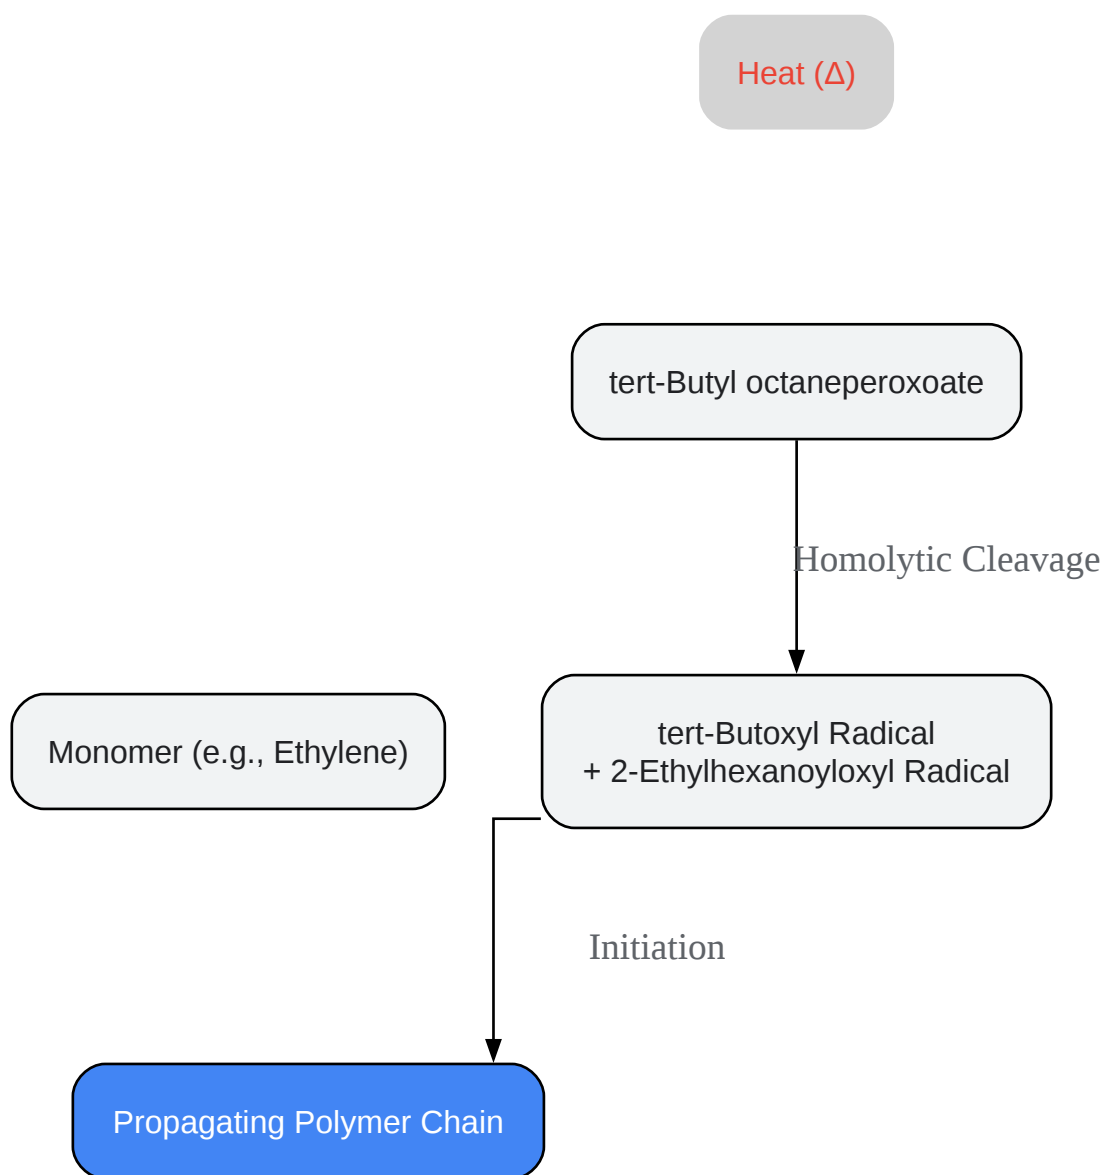 Heat (Δ)
tert-Butyl octaneperoxoate
Homolytic Cleavage
Monomer (e.g., Ethylene)
tert-Butoxyl Radical
+ 2-Ethylhexanoyloxyl Radical
Initiation
Propagating Polymer Chain